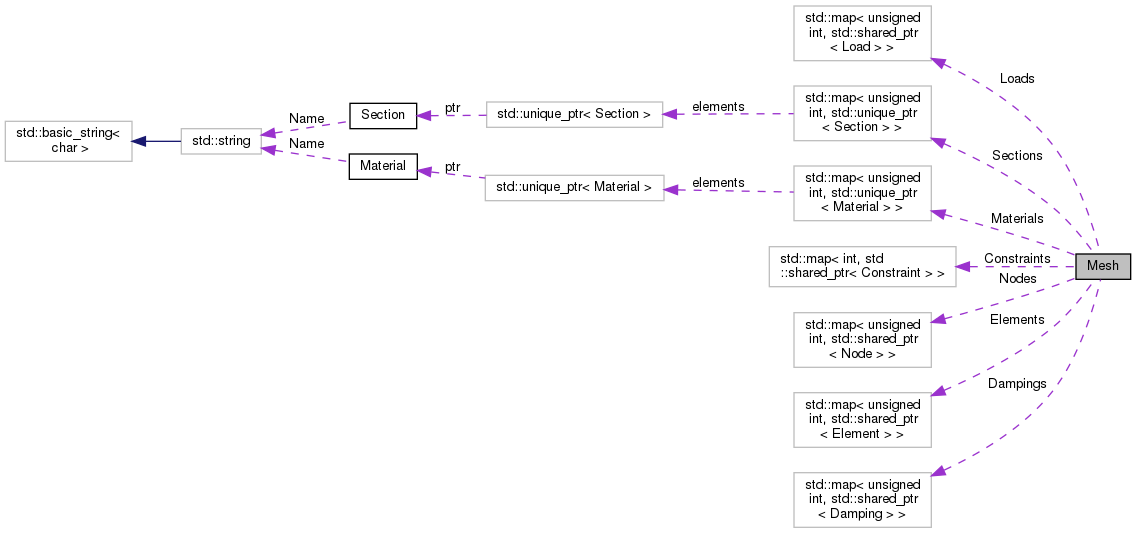 std::map< unsigned
int, std::shared_ptr
< Load > >
Loads
std::map< unsigned
int, std::unique_ptr
< Section > >
elements
std::unique_ptr< Section >
ptr
Section
Name
std::basic_string<
char >
std::string
Name
Material
ptr
std::unique_ptr< Material >
elements
std::map< unsigned
int, std::unique_ptr
< Material > >
Sections
Materials
Constraints
std::map< int, std
::shared_ptr< Constraint > >
Mesh
Nodes
std::map< unsigned
int, std::shared_ptr
< Node > >
Elements
std::map< unsigned
int, std::shared_ptr
< Element > >
Dampings
std::map< unsigned
int, std::shared_ptr
< Damping > >